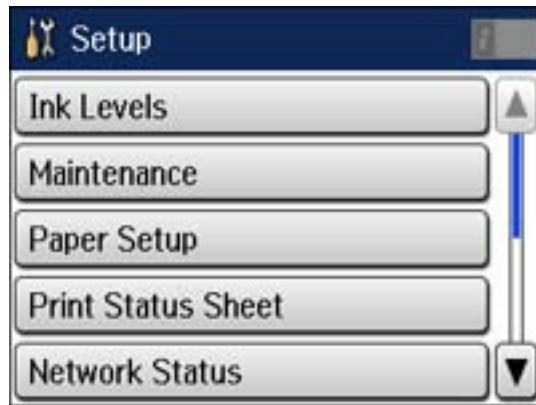 Setup
Ink Levels
Maintenance
Paper Setup
Print Status Sheet
Network Status